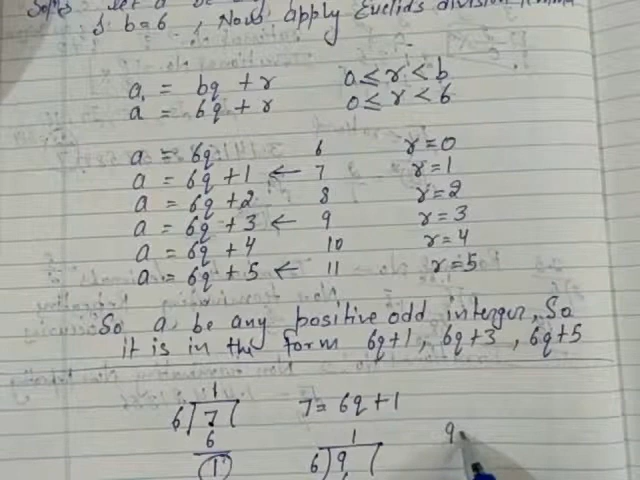 b=6, Now apply Euclids division
a = bq + r 0≤r<b
a = 6q + r 0≤r<6
a = 6q 6 r=0
a = 6q + 1 ← 7 r=1
a = 6q + 2 8 r=2
a = 6q + 3 ← 9 r=3
a = 6q + 4 10 r=4
a = 6q + 5 ← 11 r=5
So a, be any positive odd interger, So
it is in the form 6q+1, 6q+3, 6q+5
1
6)7( 7= 6q+1
6 1 9
1 6)9(